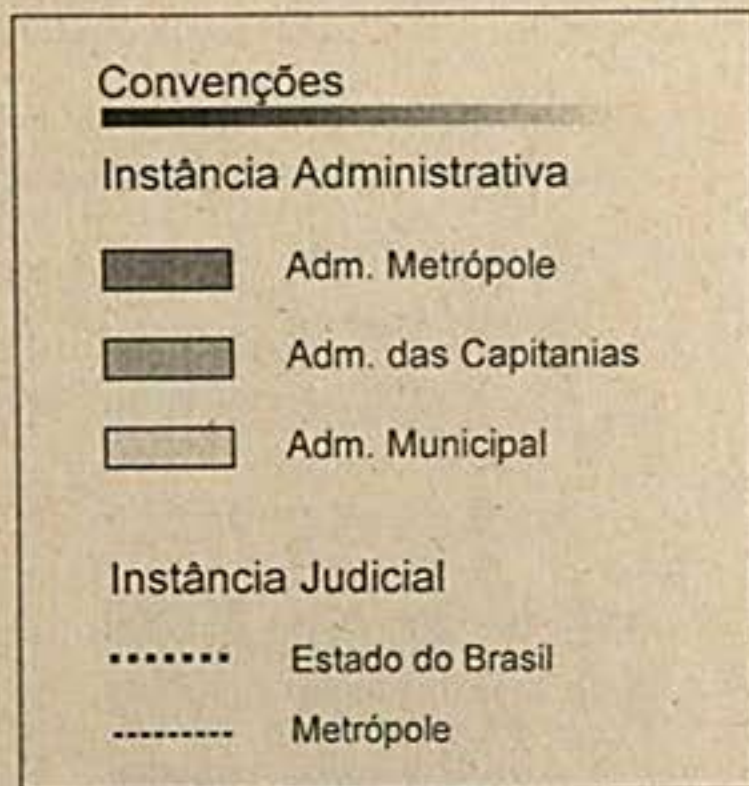 Convenções
Instância Administrativa
Adm. Metrópole
Adm. das Capitanias
Adm. Municipal
Instância Judicial
Estado do Brasil
Metrópole